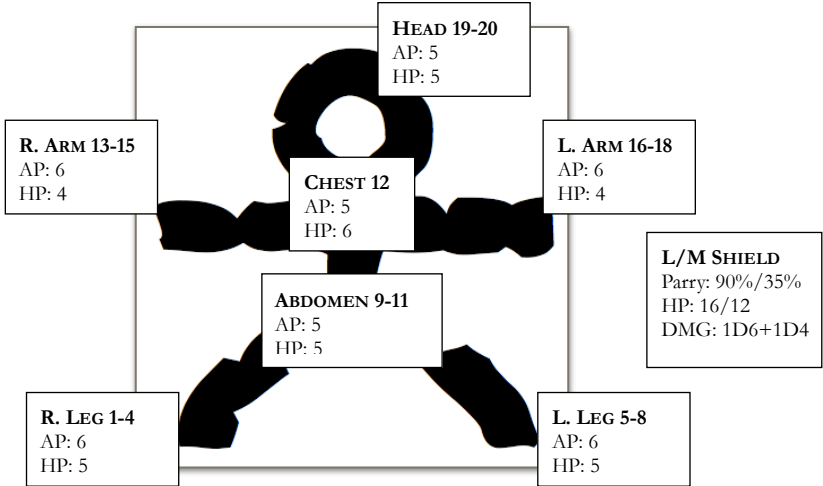 HEAD 19-20
AP: 5
HP: 5
R. ARM 13-15
AP: 6
HP: 4
L. ARM 16-18
AP: 6
HP: 4
CHEST 12
AP: 5
HP: 6
L/M SHIELD
Parry: 90%/35%
HP: 16/12
DMG: 1D6+1D4
ABDOMEN 9-11
AP: 5
HP: 5
R. LEG 1-4
AP: 6
HP: 5
L. LEG 5-8
AP: 6
HP: 5